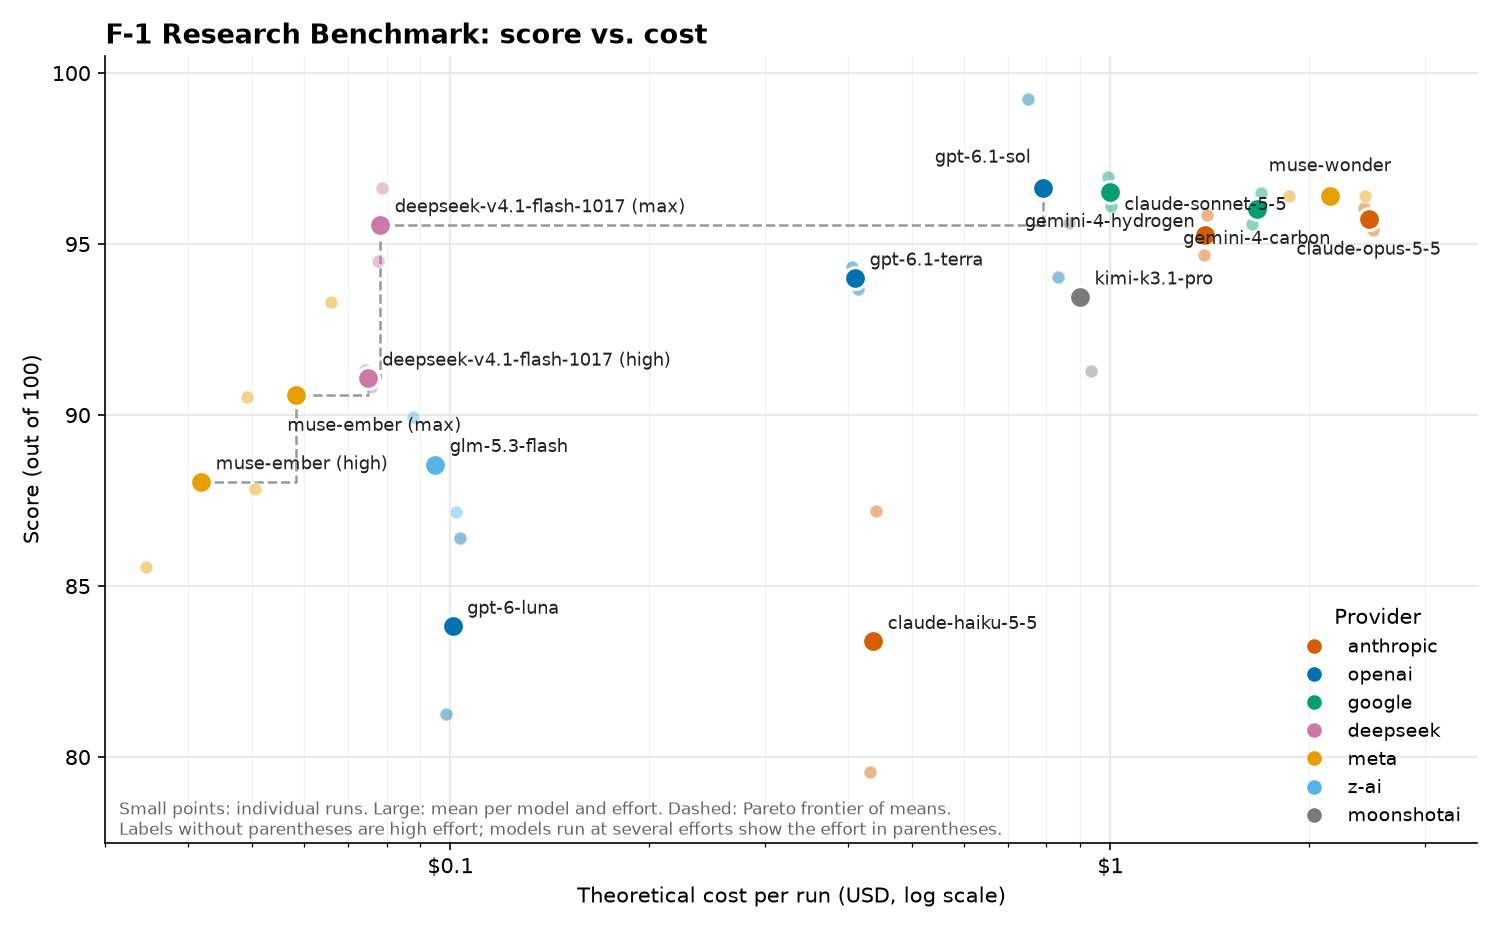 F-1 Research Benchmark: score vs. cost
100
95
90
85
80
Score (out of 100)
gpt-6.1-sol
muse-wonder
deepseek-v4.1-flash-1017 (max)
claude-sonnet-5-5
gemini-4-hydrogen
gemini-4-carbon
claude-opus-5-5
gpt-6.1-terra
kimi-k3.1-pro
deepseek-v4.1-flash-1017 (high)
muse-ember (max)
glm-5.3-flash
muse-ember (high)
gpt-6-luna
claude-haiku-5-5
Provider
anthropic
openai
google
deepseek
meta
z-ai
moonshotai
Small points: individual runs. Large: mean per model and effort. Dashed: Pareto frontier of means.
Labels without parentheses are high effort; models run at several efforts show the effort in parentheses.
$0.1
$1
Theoretical cost per run (USD, log scale)